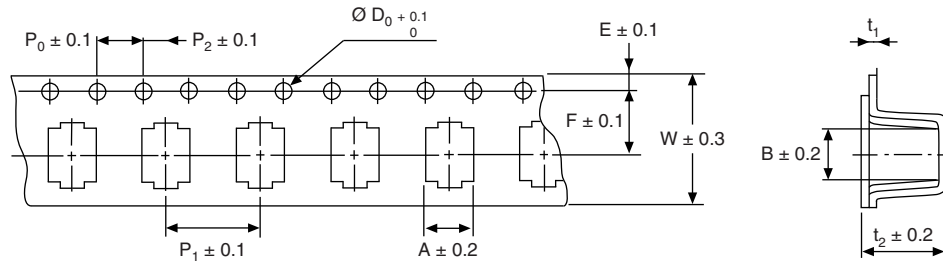 Ø D₀ + 0.1
0
P₀ ± 0.1
P₂ ± 0.1
E ± 0.1
t₁
F ± 0.1
W ± 0.3
B ± 0.2
P₁ ± 0.1
A ± 0.2
t₂ ± 0.2